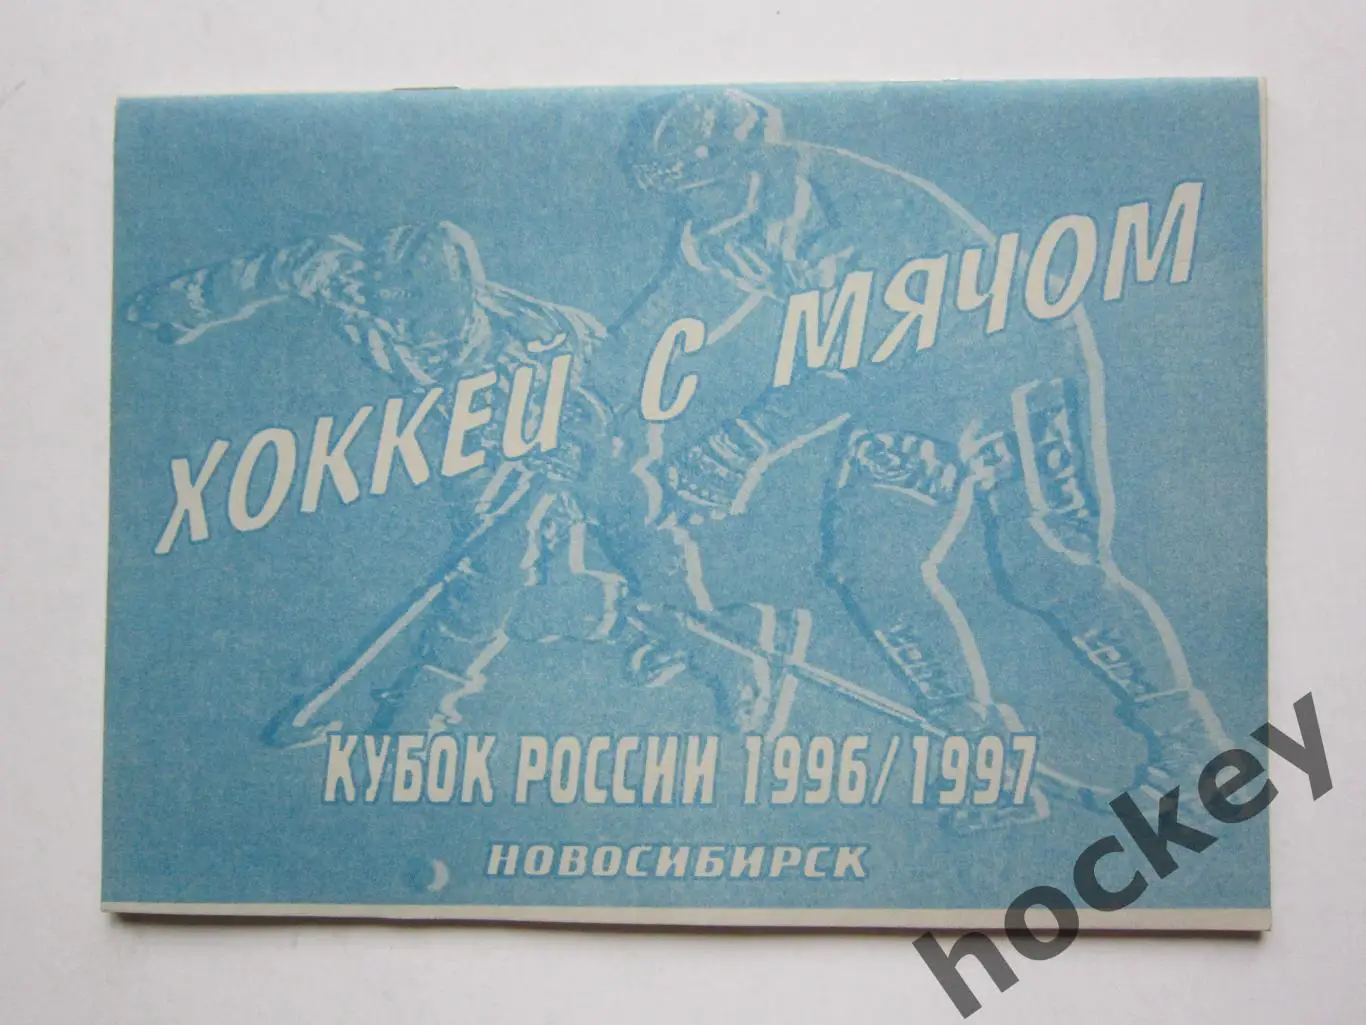 ХОККЕЙ С МЯЧОМ
КУБОК РОССИИ 1996/1997
НОВОСИБИРСК
hockey